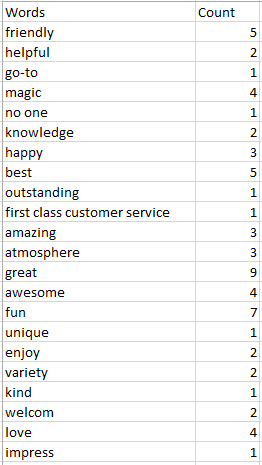 Words Count
friendly 5
helpful 2
go-to 1
magic 4
no one 1
knowledge 2
happy 3
best 5
outstanding 1
first class customer service 1
amazing 3
atmosphere 3
great 9
awesome 4
fun 7
unique 1
enjoy 2
variety 2
kind 1
welcom 2
love 4
impress 1